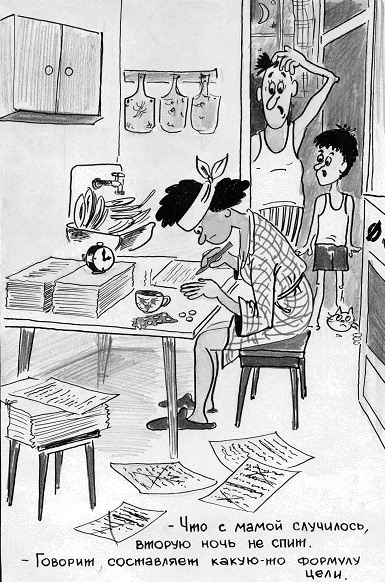 - Что с мамой случилось,
вторую ночь не спит.
- Говорит, составляет какую-то формулу
цели.